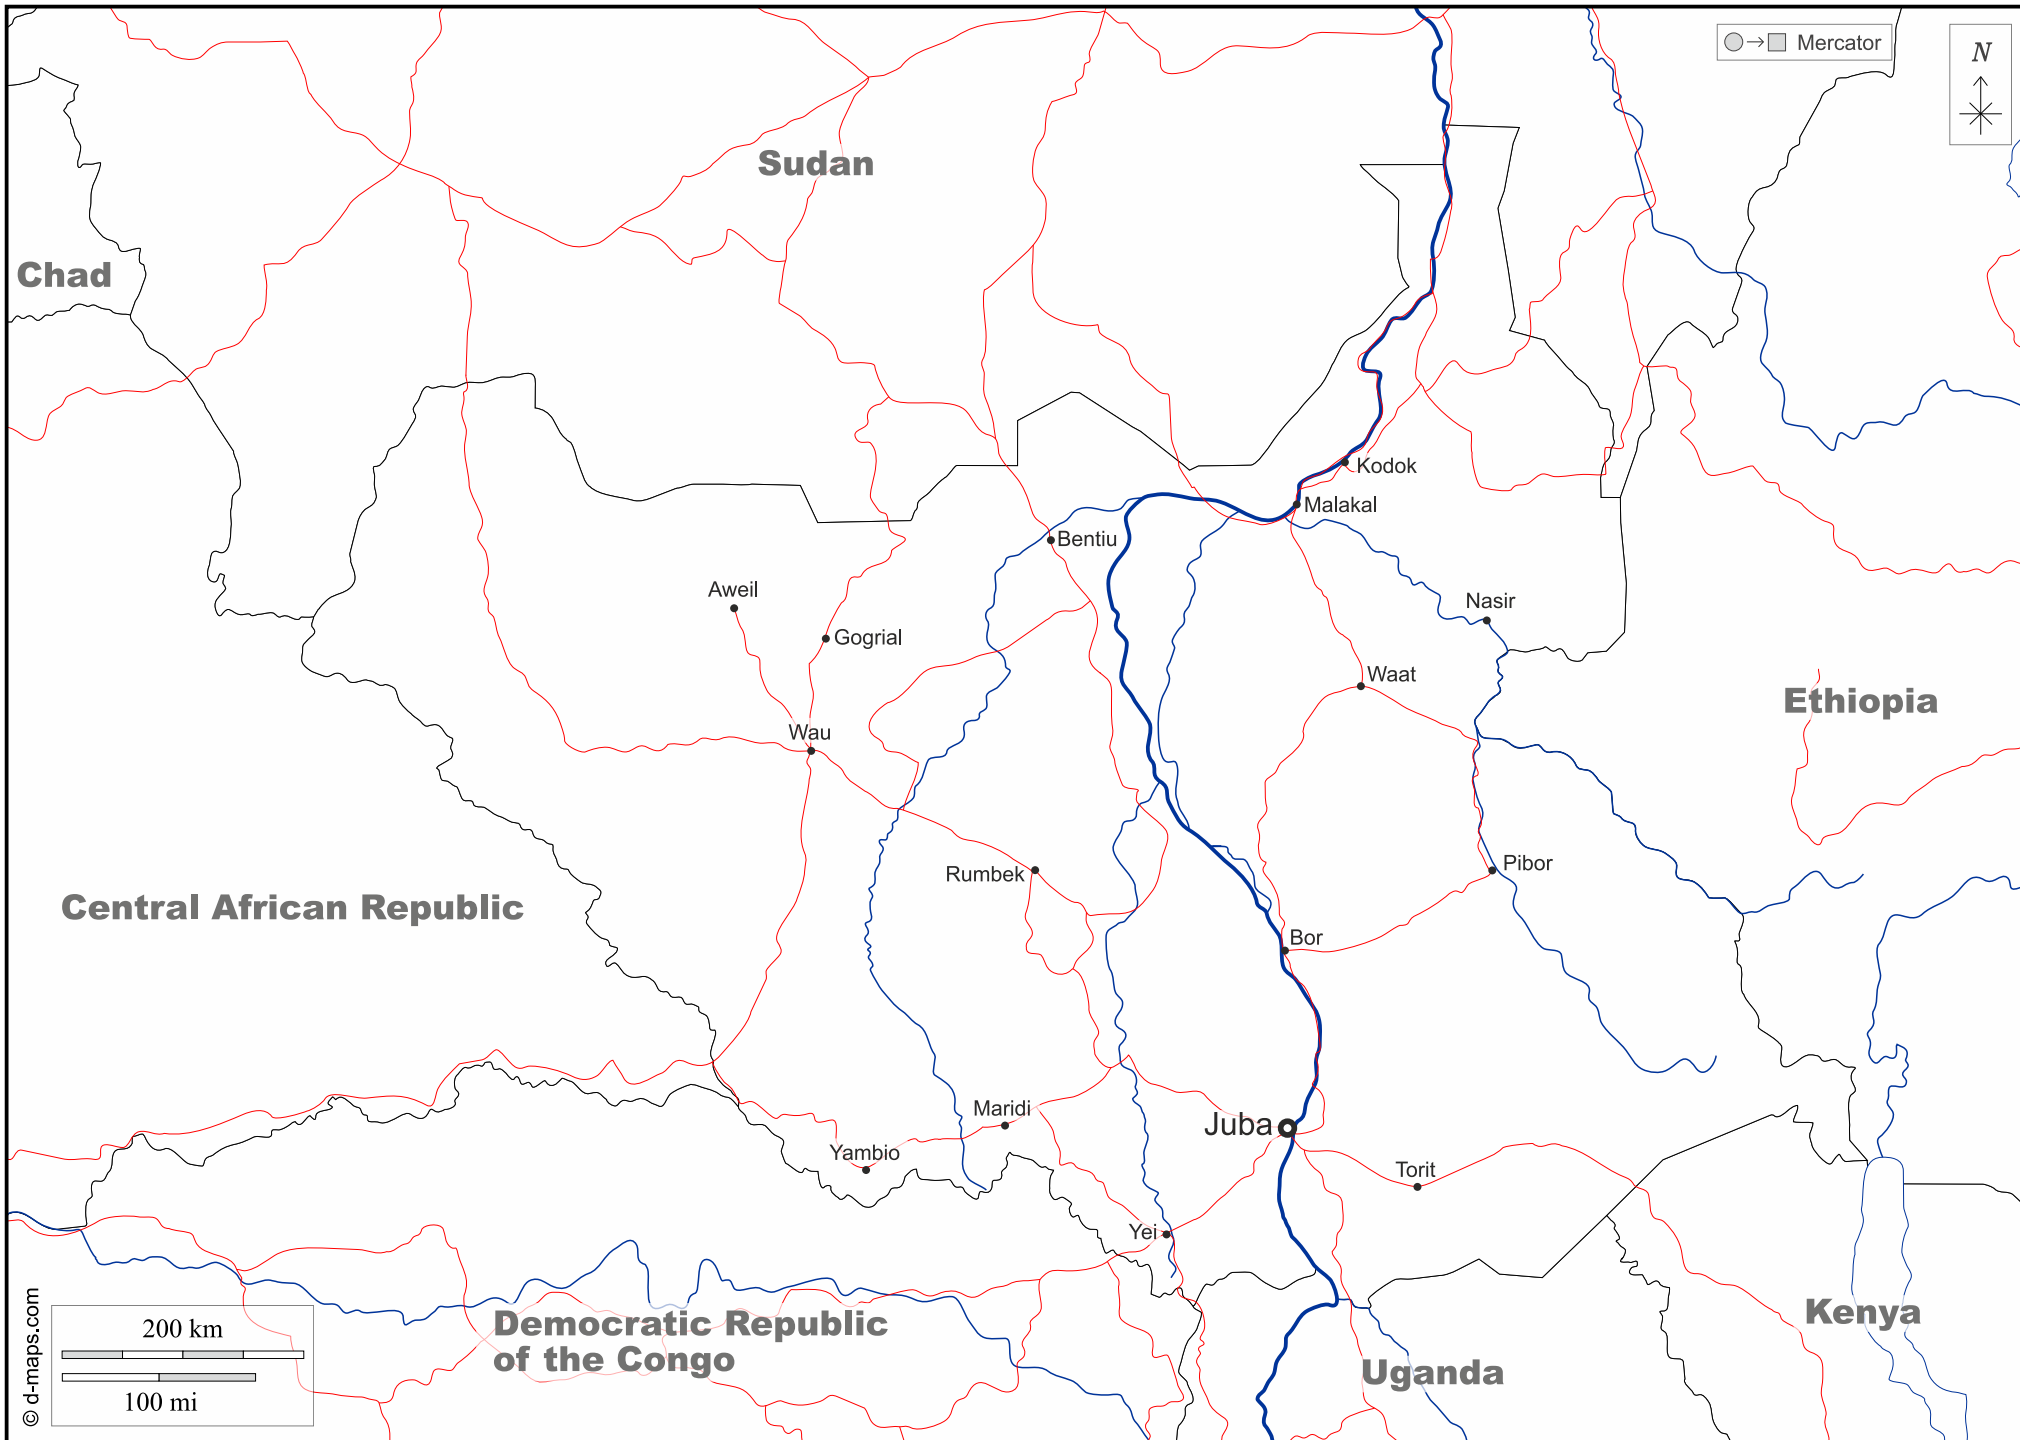 Mercator
N
Sudan
Chad
Kodok
Malakal
Bentiu
Aweil
Nasir
Gogrial
Waat
Ethiopia
Wau
Pibor
Rumbek
Central African Republic
Bor
Maridi
Juba
Yambio
Torit
Yei
Kenya
Democratic Republic
of the Congo
Uganda
200 km
100 mi
© d-maps.com